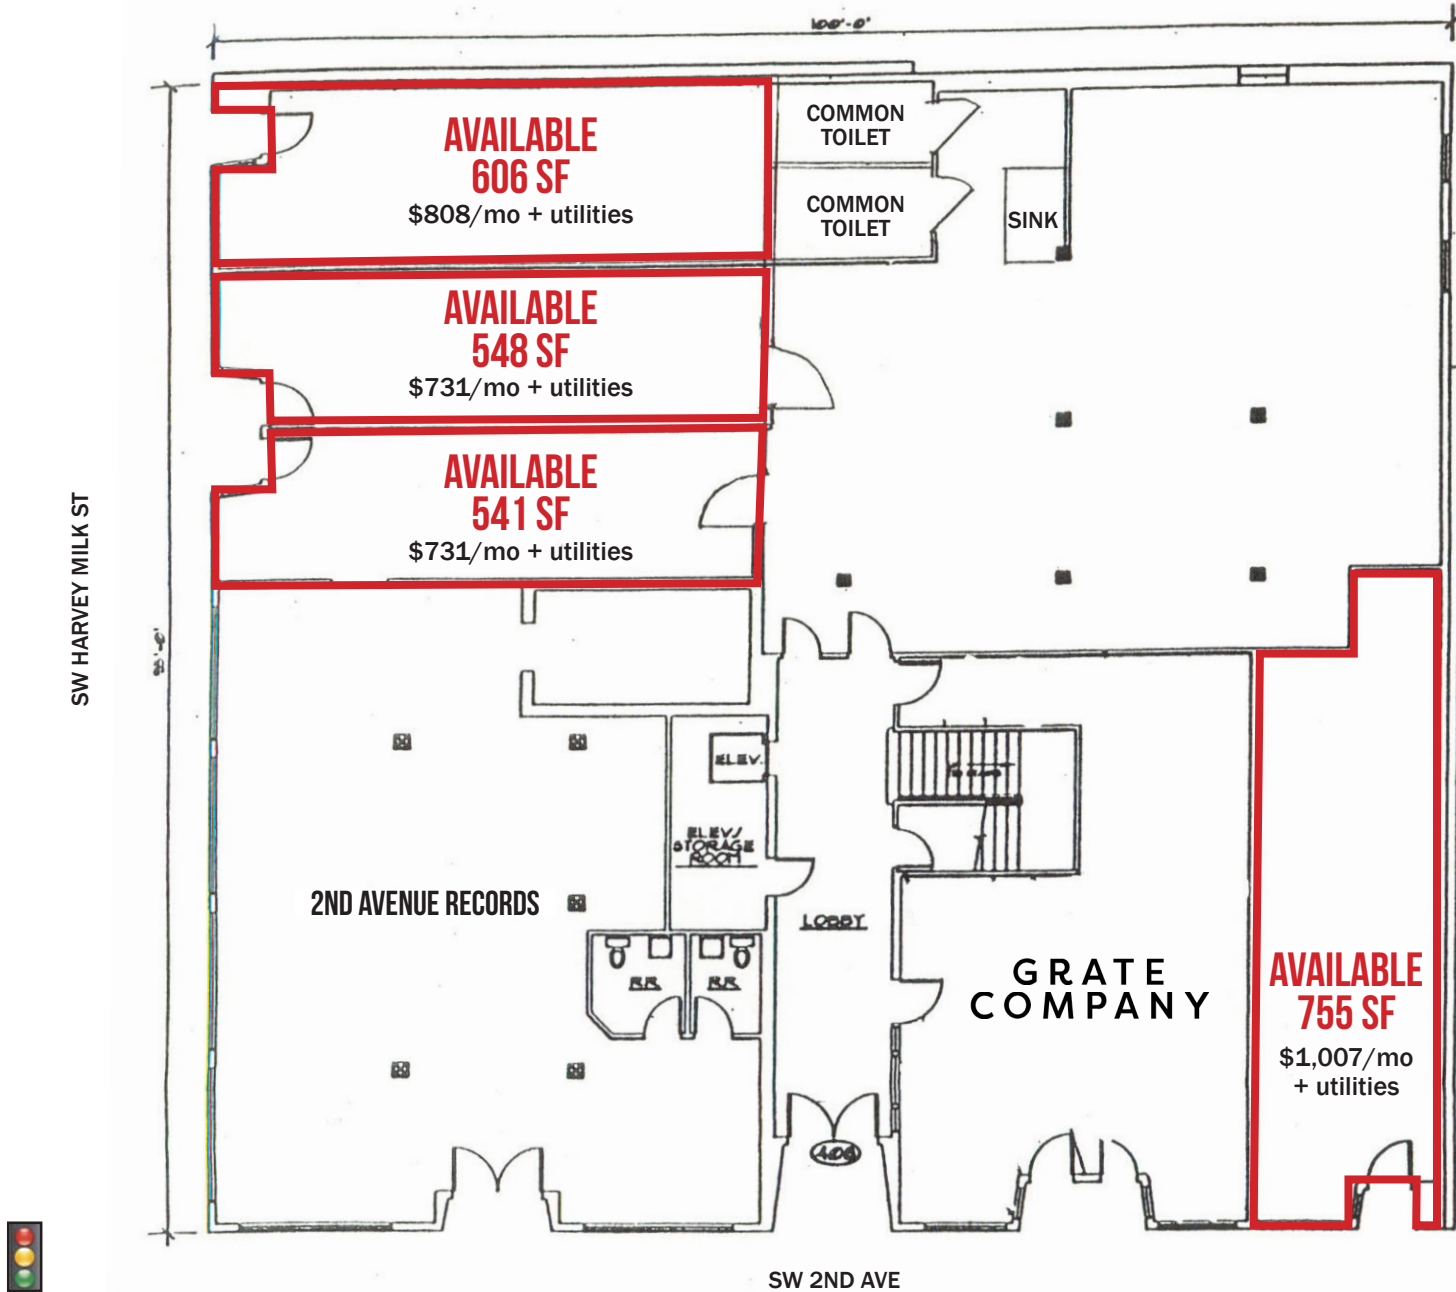 100'-0"
AVAILABLE
606 SF
$808/mo + utilities
COMMON
TOILET
COMMON
TOILET
SINK
AVAILABLE
548 SF
$731/mo + utilities
AVAILABLE
541 SF
$731/mo + utilities
SW HARVEY MILK ST
ELEV.
ELEV/
STORAGE
ROOM
2ND AVENUE RECORDS
LOBBY
RR
RR
GRATE
COMPANY
AVAILABLE
755 SF
$1,007/mo
+ utilities
SW 2ND AVE